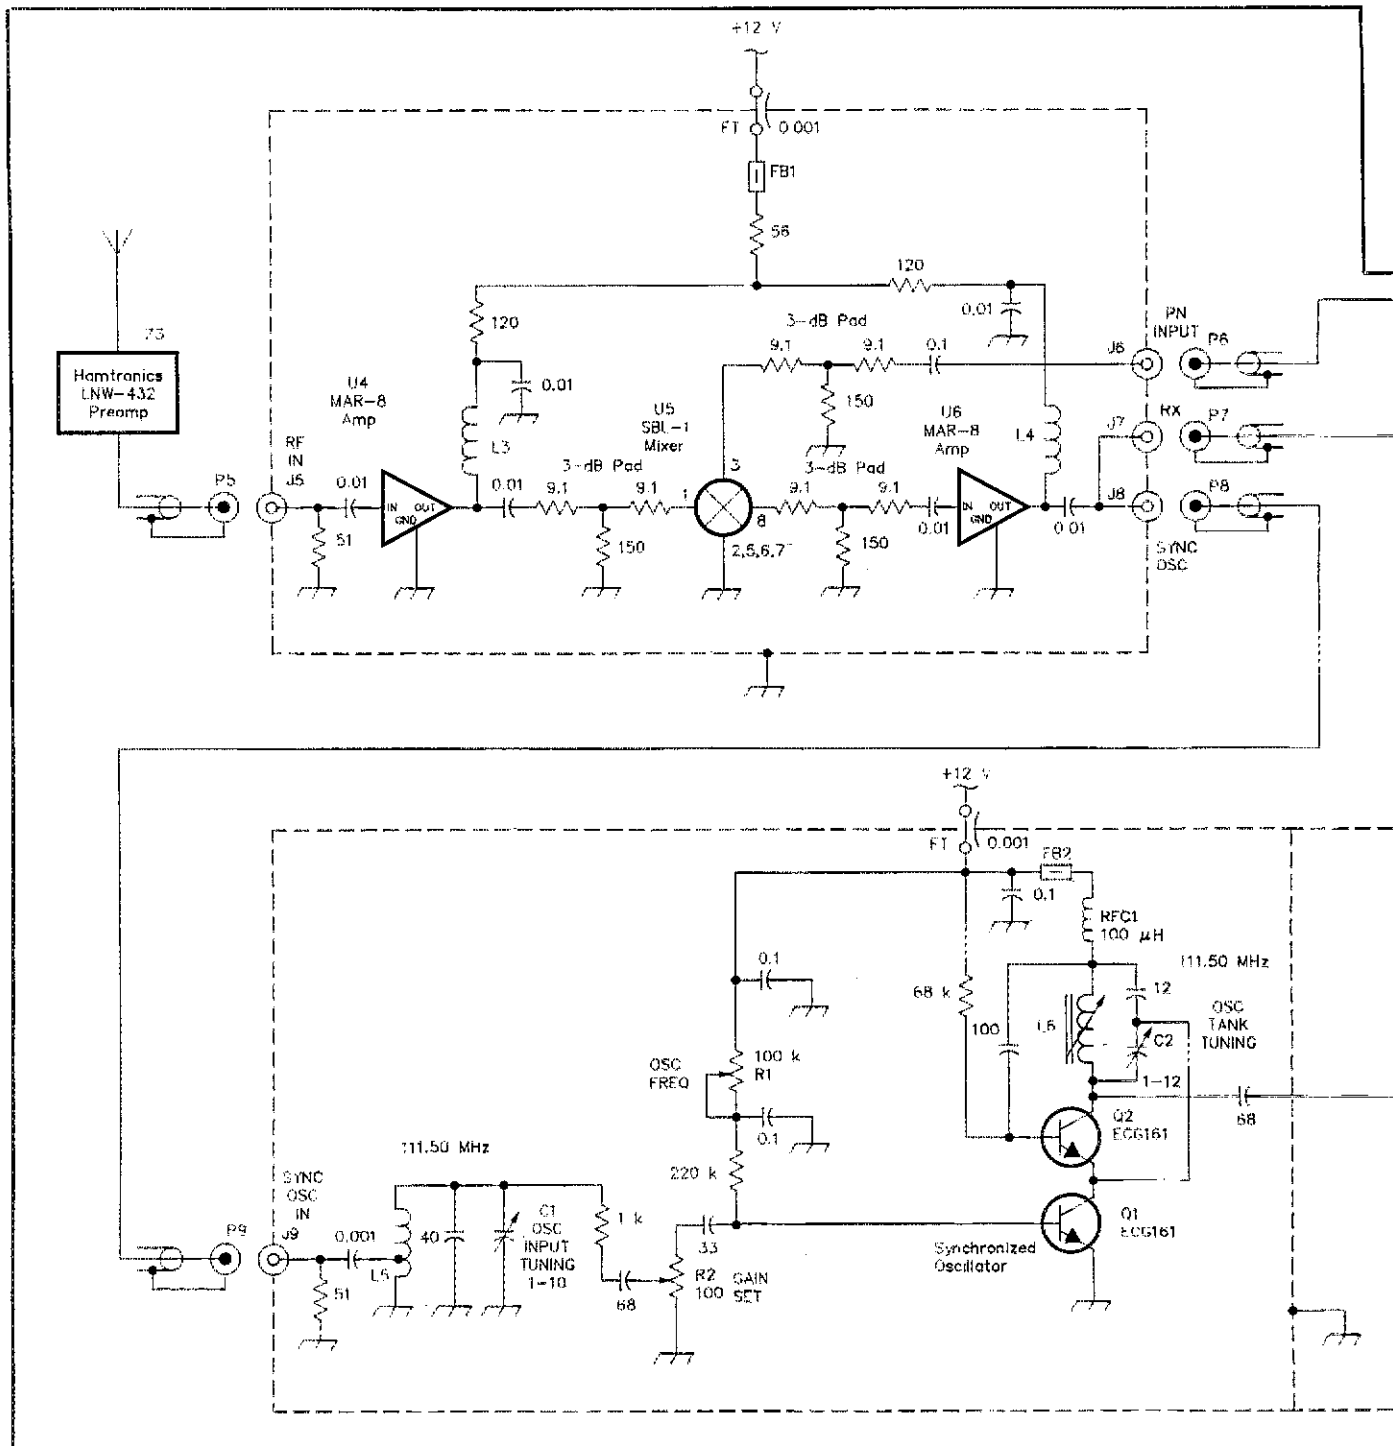 +12 V
FT
0.001
FB1
56
120
0.01
120
3-dB Pad
9.1
9.1
0.1
150
PN
INPUT
J6
P6
Hamtronics
LNW-432
Preamp
U4
MAR-8
Amp
0.01
L3
U5
SBL-1
Mixer
U6
MAR-8
Amp
L4
J7
RX
P7
RF
IN
J5
P5
0.01
IN
OUT
GND
51
0.01
3-dB Pad
9.1
9.1
150
1
3
8
2,5,6,7
3-dB Pad
9.1
9.1
150
0.01
IN
OUT
GND
0.01
J8
P8
SYNC
OSC
+12 V
FT
0.001
FB2
0.1
RFC1
100 μH
111.50 MHz
0.1
68 k
100
12
OSC
TANK
TUNING
C2
1-12
OSC
FREQ
100 k
R1
0.1
Q2
ECG161
68
111.50 MHz
220 k
SYNC
OSC
IN
J9
P9
0.001
51
40
C1
OSC
INPUT
TUNING
1-10
1 k
68
33
R2
100
GAIN
SET
Synchronized
Oscillator
Q1
ECG161